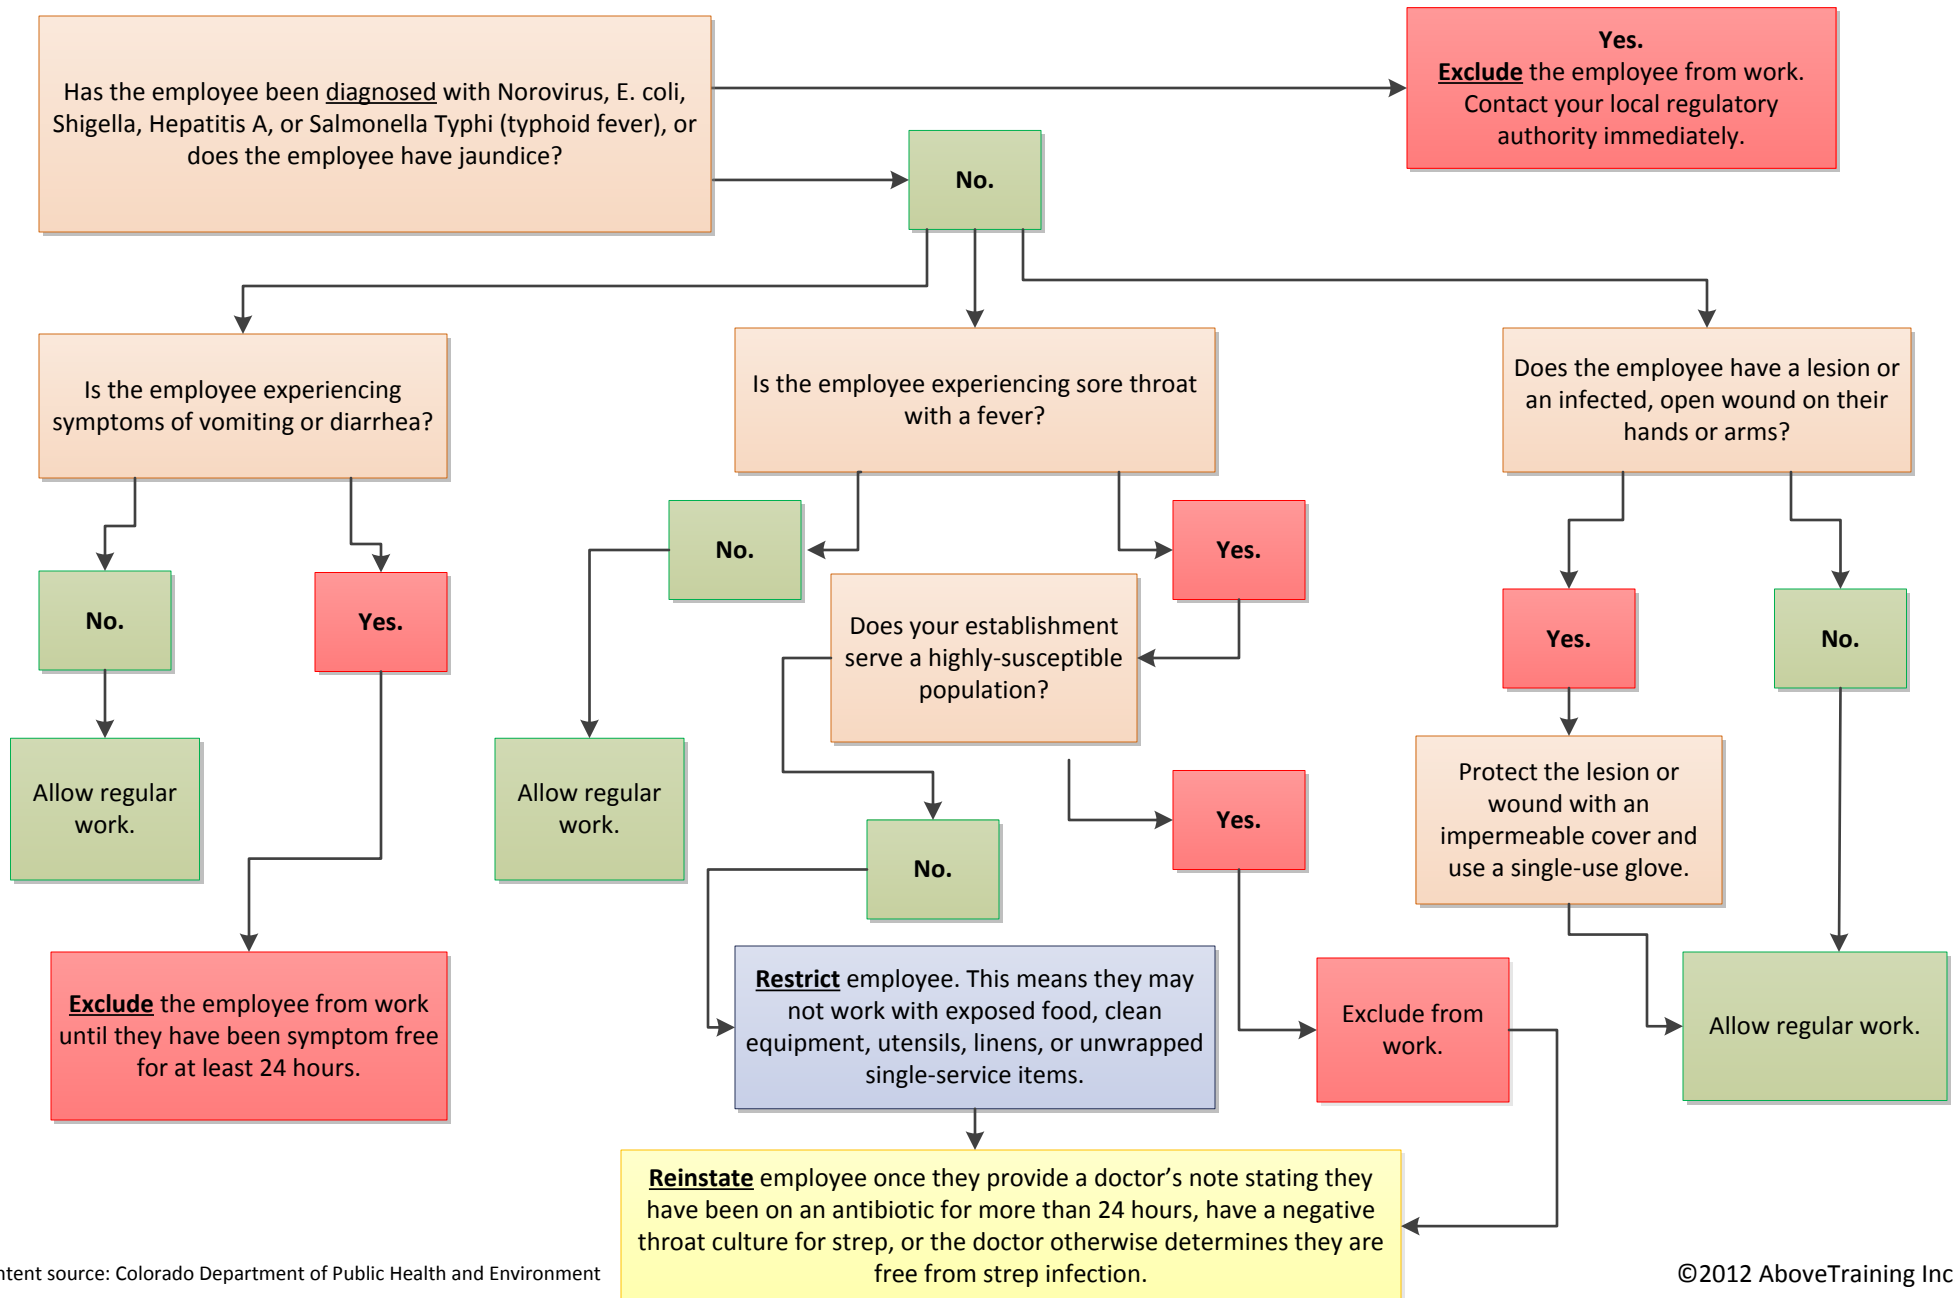 Has the employee been diagnosed with Norovirus, E. coli,
Shigella, Hepatitis A, or Salmonella Typhi (typhoid fever), or
does the employee have jaundice?
Yes.
Exclude the employee from work.
Contact your local regulatory
authority immediately.
No.
Is the employee experiencing
symptoms of vomiting or diarrhea?
Is the employee experiencing sore throat
with a fever?
Does the employee have a lesion or
an infected, open wound on their
hands or arms?
No.
Yes.
No.
Yes.
Yes.
No.
Does your establishment
serve a highly-susceptible
population?
Allow regular
work.
Allow regular
work.
Protect the lesion or
wound with an
impermeable cover and
use a single-use glove.
No.
Yes.
Exclude the employee from work
until they have been symptom free
for at least 24 hours.
Restrict employee. This means they may
not work with exposed food, clean
equipment, utensils, linens, or unwrapped
single-service items.
Exclude from
work.
Allow regular work.
Reinstate employee once they provide a doctor’s note stating they
have been on an antibiotic for more than 24 hours, have a negative
throat culture for strep, or the doctor otherwise determines they are
free from strep infection.
ntent source: Colorado Department of Public Health and Environment
©2012 AboveTraining Inc